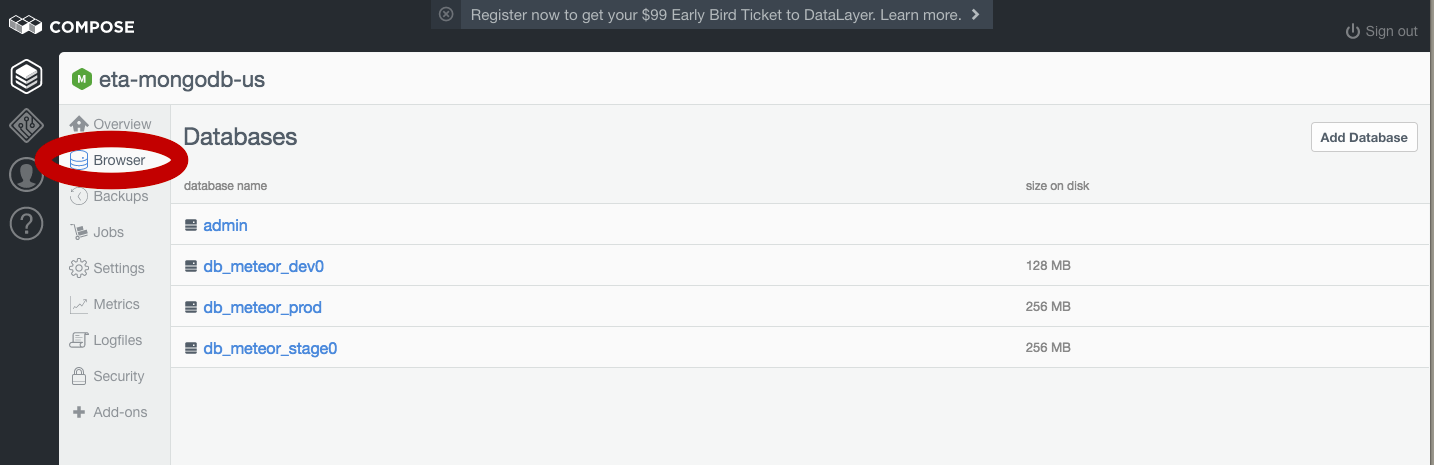 Register now to get your $99 Early Bird Ticket to DataLayer. Learn more.
COMPOSE
Sign out
M eta-mongodb-us
Overview
Browser
Backups
Jobs
Settings
Metrics
Logfiles
Security
Add-ons
Databases
Add Database
database name size on disk
admin
db_meteor_dev0 128 MB
db_meteor_prod 256 MB
db_meteor_stage0 256 MB